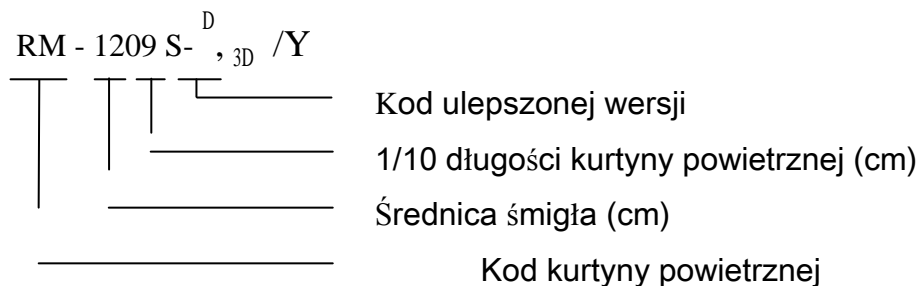 RM - 1209 S- D, 3D /Y
Kod ulepszonej wersji
1/10 długości kurtyny powietrznej (cm)
Średnica śmigła (cm)
Kod kurtyny powietrznej